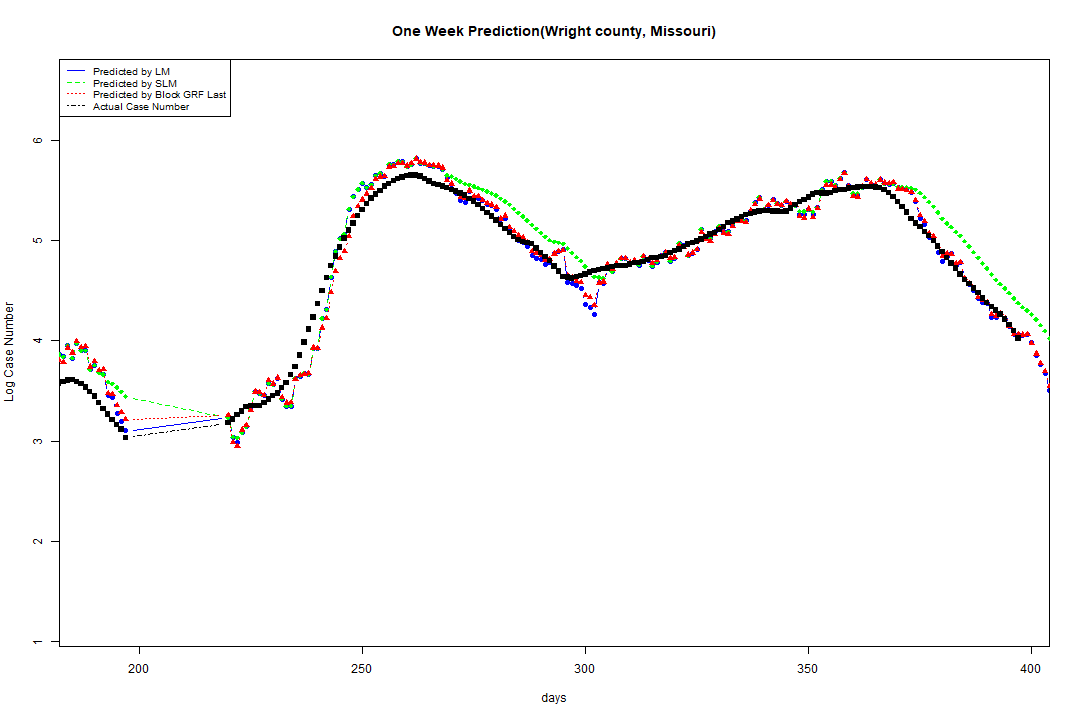 One Week Prediction(Wright county, Missouri)
Predicted by LM
Predicted by SLM
Predicted by Block GRF Last
Actual Case Number
6
5
4
3
2
1
Log Case Number
200 250 300 350 400
days